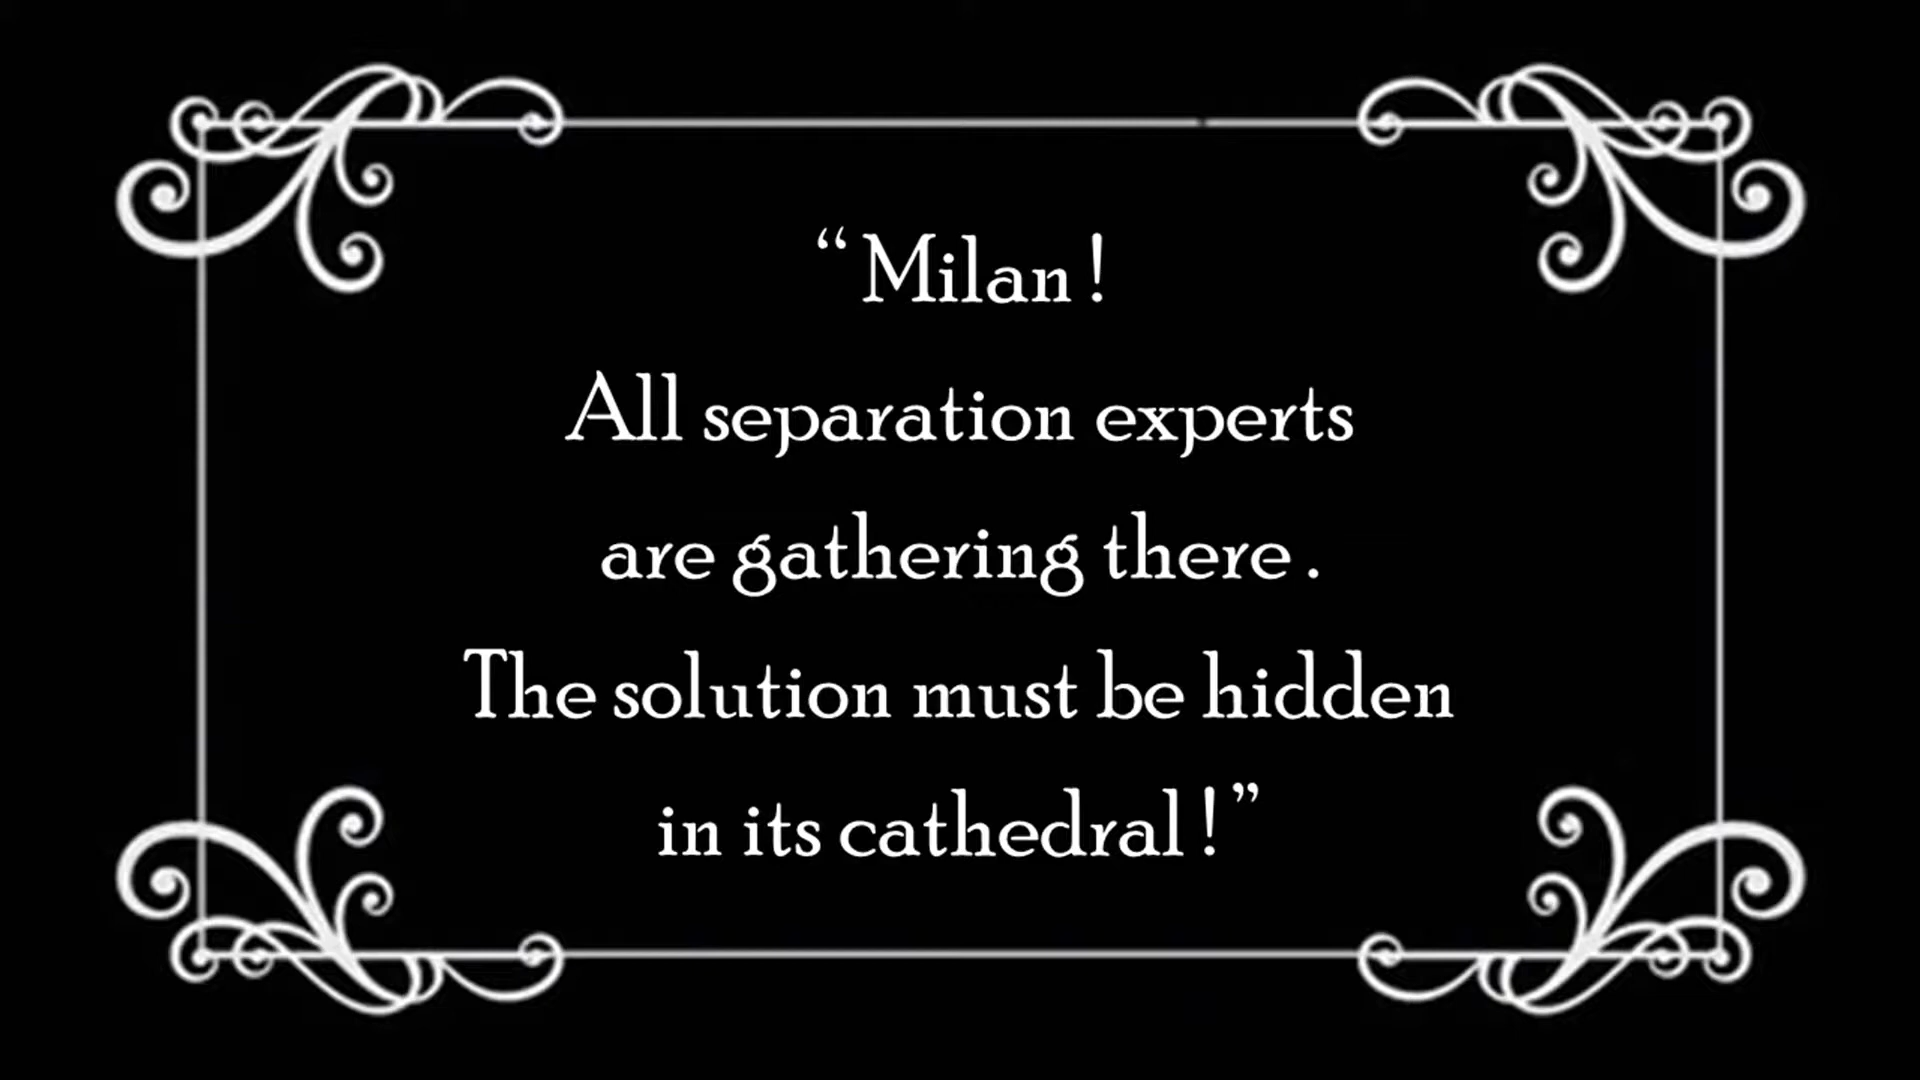 “Milan!
All separation experts
are gathering there.
The solution must be hidden
in its cathedral!”